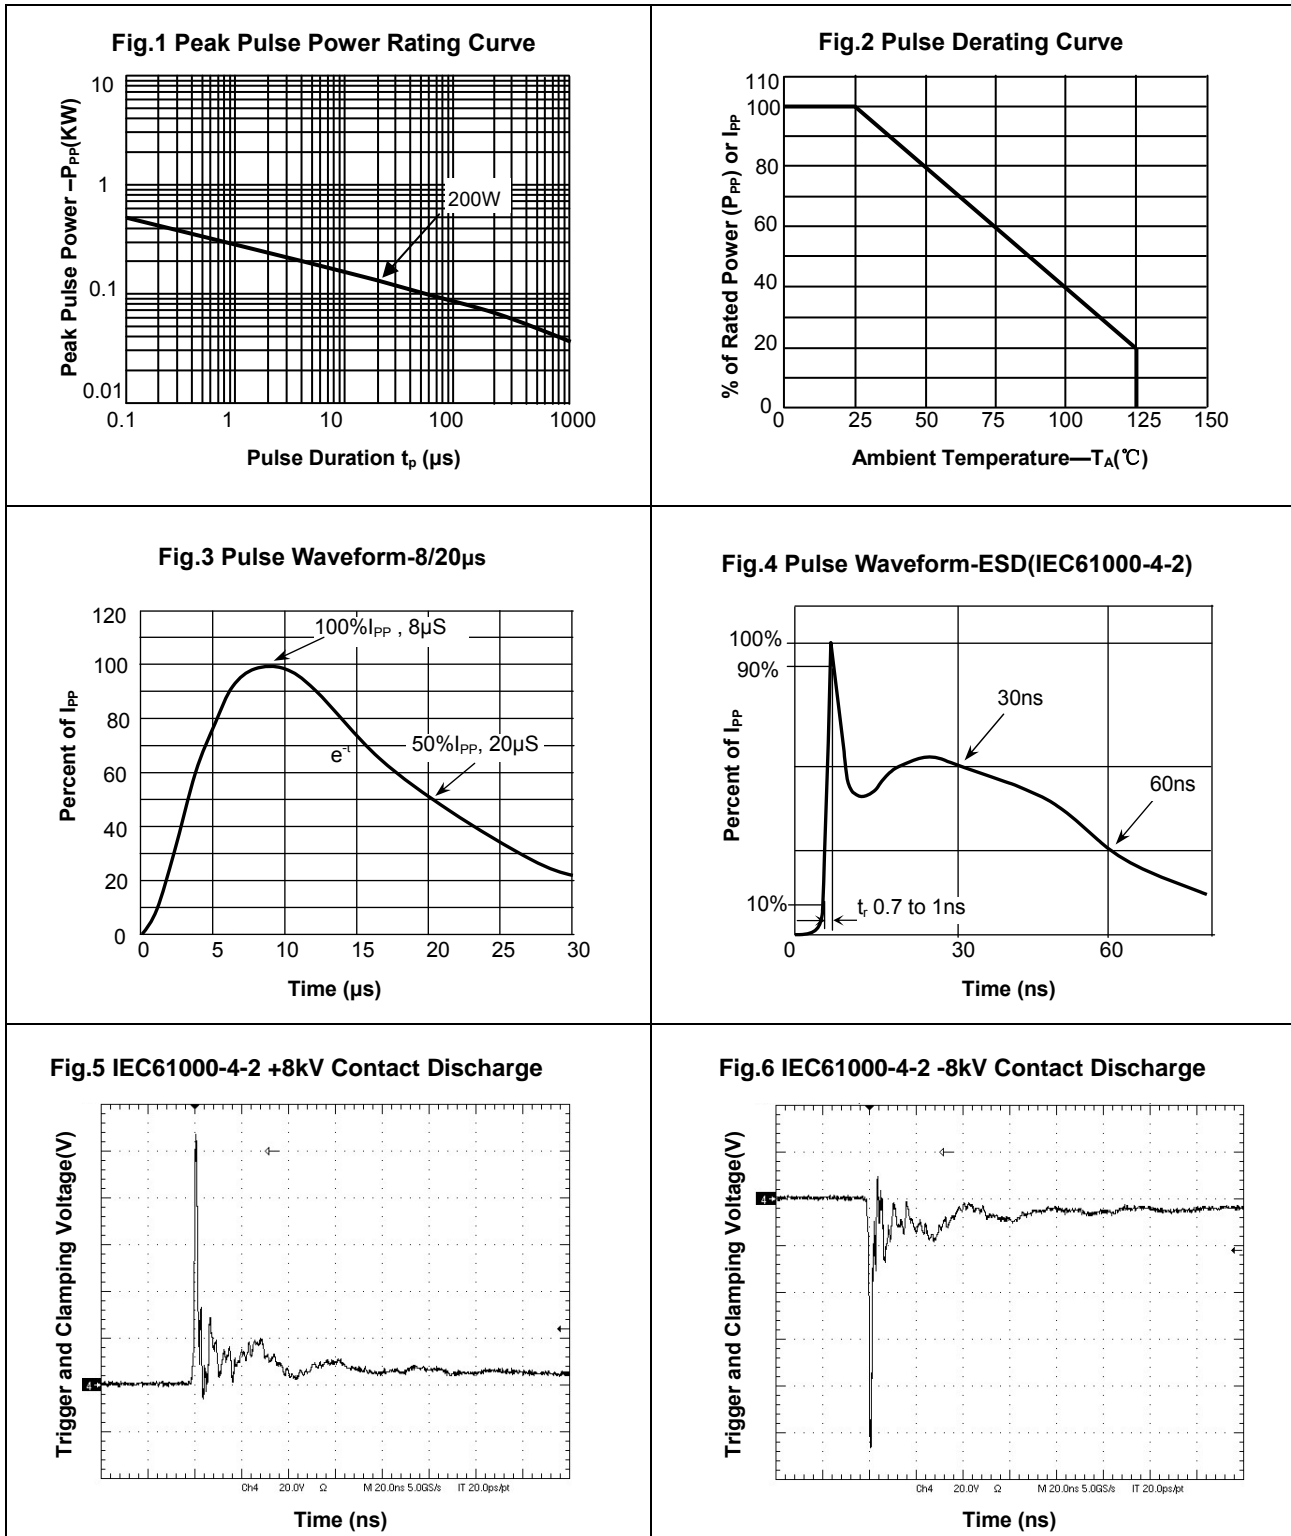 Fig.1 Peak Pulse Power Rating Curve
Peak Pulse Power –PPP(KW)
10
1
0.1
0.01
200W
0.1 1 10 100 1000
Pulse Duration tp (µs)
Fig.2 Pulse Derating Curve
% of Rated Power (PPP) or IPP
110
100
80
60
40
20
0
0 25 50 75 100 125 150
Ambient Temperature—TA(℃)
Fig.3 Pulse Waveform-8/20µs
Percent of IPP
120
100
80
60
40
20
0
100%IPP , 8µS
e-t
50%IPP, 20µS
0 5 10 15 20 25 30
Time (µs)
Fig.4 Pulse Waveform-ESD(IEC61000-4-2)
Percent of IPP
100%
90%
10%
30ns
60ns
tr 0.7 to 1ns
0 30 60
Time (ns)
Fig.5 IEC61000-4-2 +8kV Contact Discharge
Trigger and Clamping Voltage(V)
4
Ch4 20.0V Ω M 20.0ns 5.0GS/s IT 20.0ps/pt
Time (ns)
Fig.6 IEC61000-4-2 -8kV Contact Discharge
Trigger and Clamping Voltage(V)
4
Ch4 20.0V Ω M 20.0ns 5.0GS/s IT 20.0ps/pt
Time (ns)